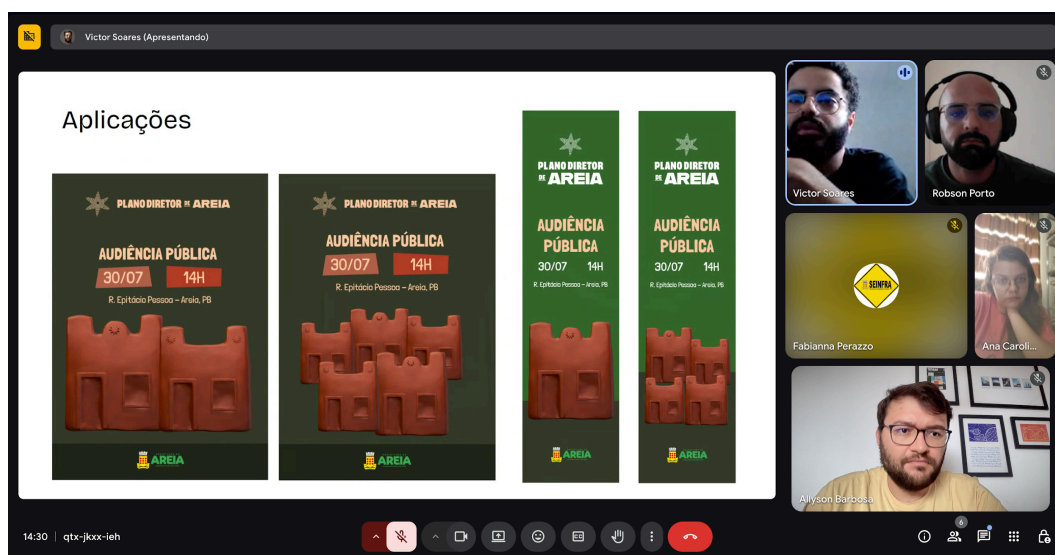 Victor Soares (Apresentando)
Aplicações
PLANO DIRETOR DE AREIA
AUDIÊNCIA PÚBLICA
30/07 14H
R. Epitácio Pessoa – Areia, PB
AREIA
PLANO DIRETOR DE AREIA
AUDIÊNCIA PÚBLICA
30/07 14H
R. Epitácio Pessoa – Areia, PB
AREIA
PLANO DIRETOR
DE AREIA
AUDIÊNCIA
PÚBLICA
30/07 14H
R. Epitácio Pessoa – Areia, PB
AREIA
PLANO DIRETOR
DE AREIA
AUDIÊNCIA
PÚBLICA
30/07 14H
R. Epitácio Pessoa – Areia, PB
AREIA
Victor Soares
Robson Porto
SEINFRA
Fabianna Perazzo
Ana Caroli...
Allyson Barbosa
14:30 | qtx-jkxx-ieh
6